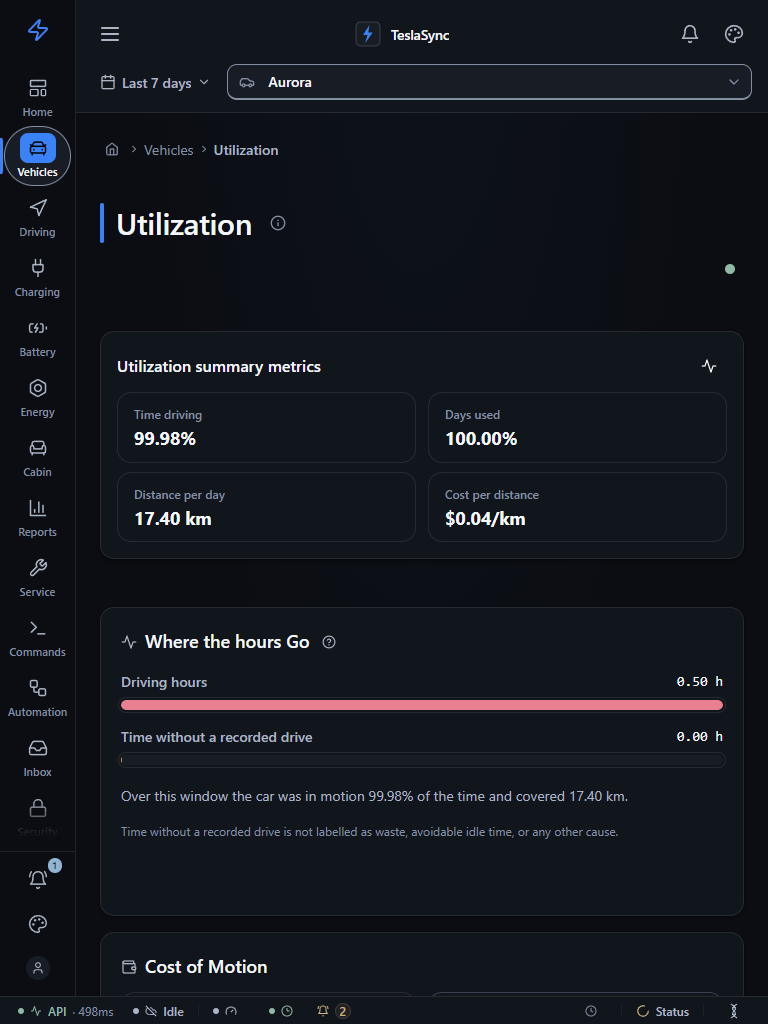 TeslaSync
Last 7 days
Aurora
Home
Vehicles
Driving
Charging
Battery
Energy
Cabin
Reports
Service
Commands
Automation
Inbox
Security
1
Vehicles
Utilization
Utilization
Utilization summary metrics
Time driving
99.98%
Days used
100.00%
Distance per day
17.40 km
Cost per distance
$0.04/km
Where the hours Go
Driving hours
0.50 h
Time without a recorded drive
0.00 h
Over this window the car was in motion 99.98% of the time and covered 17.40 km.
Time without a recorded drive is not labelled as waste, avoidable idle time, or any other cause.
Cost of Motion
API · 498ms
Idle
2
Status